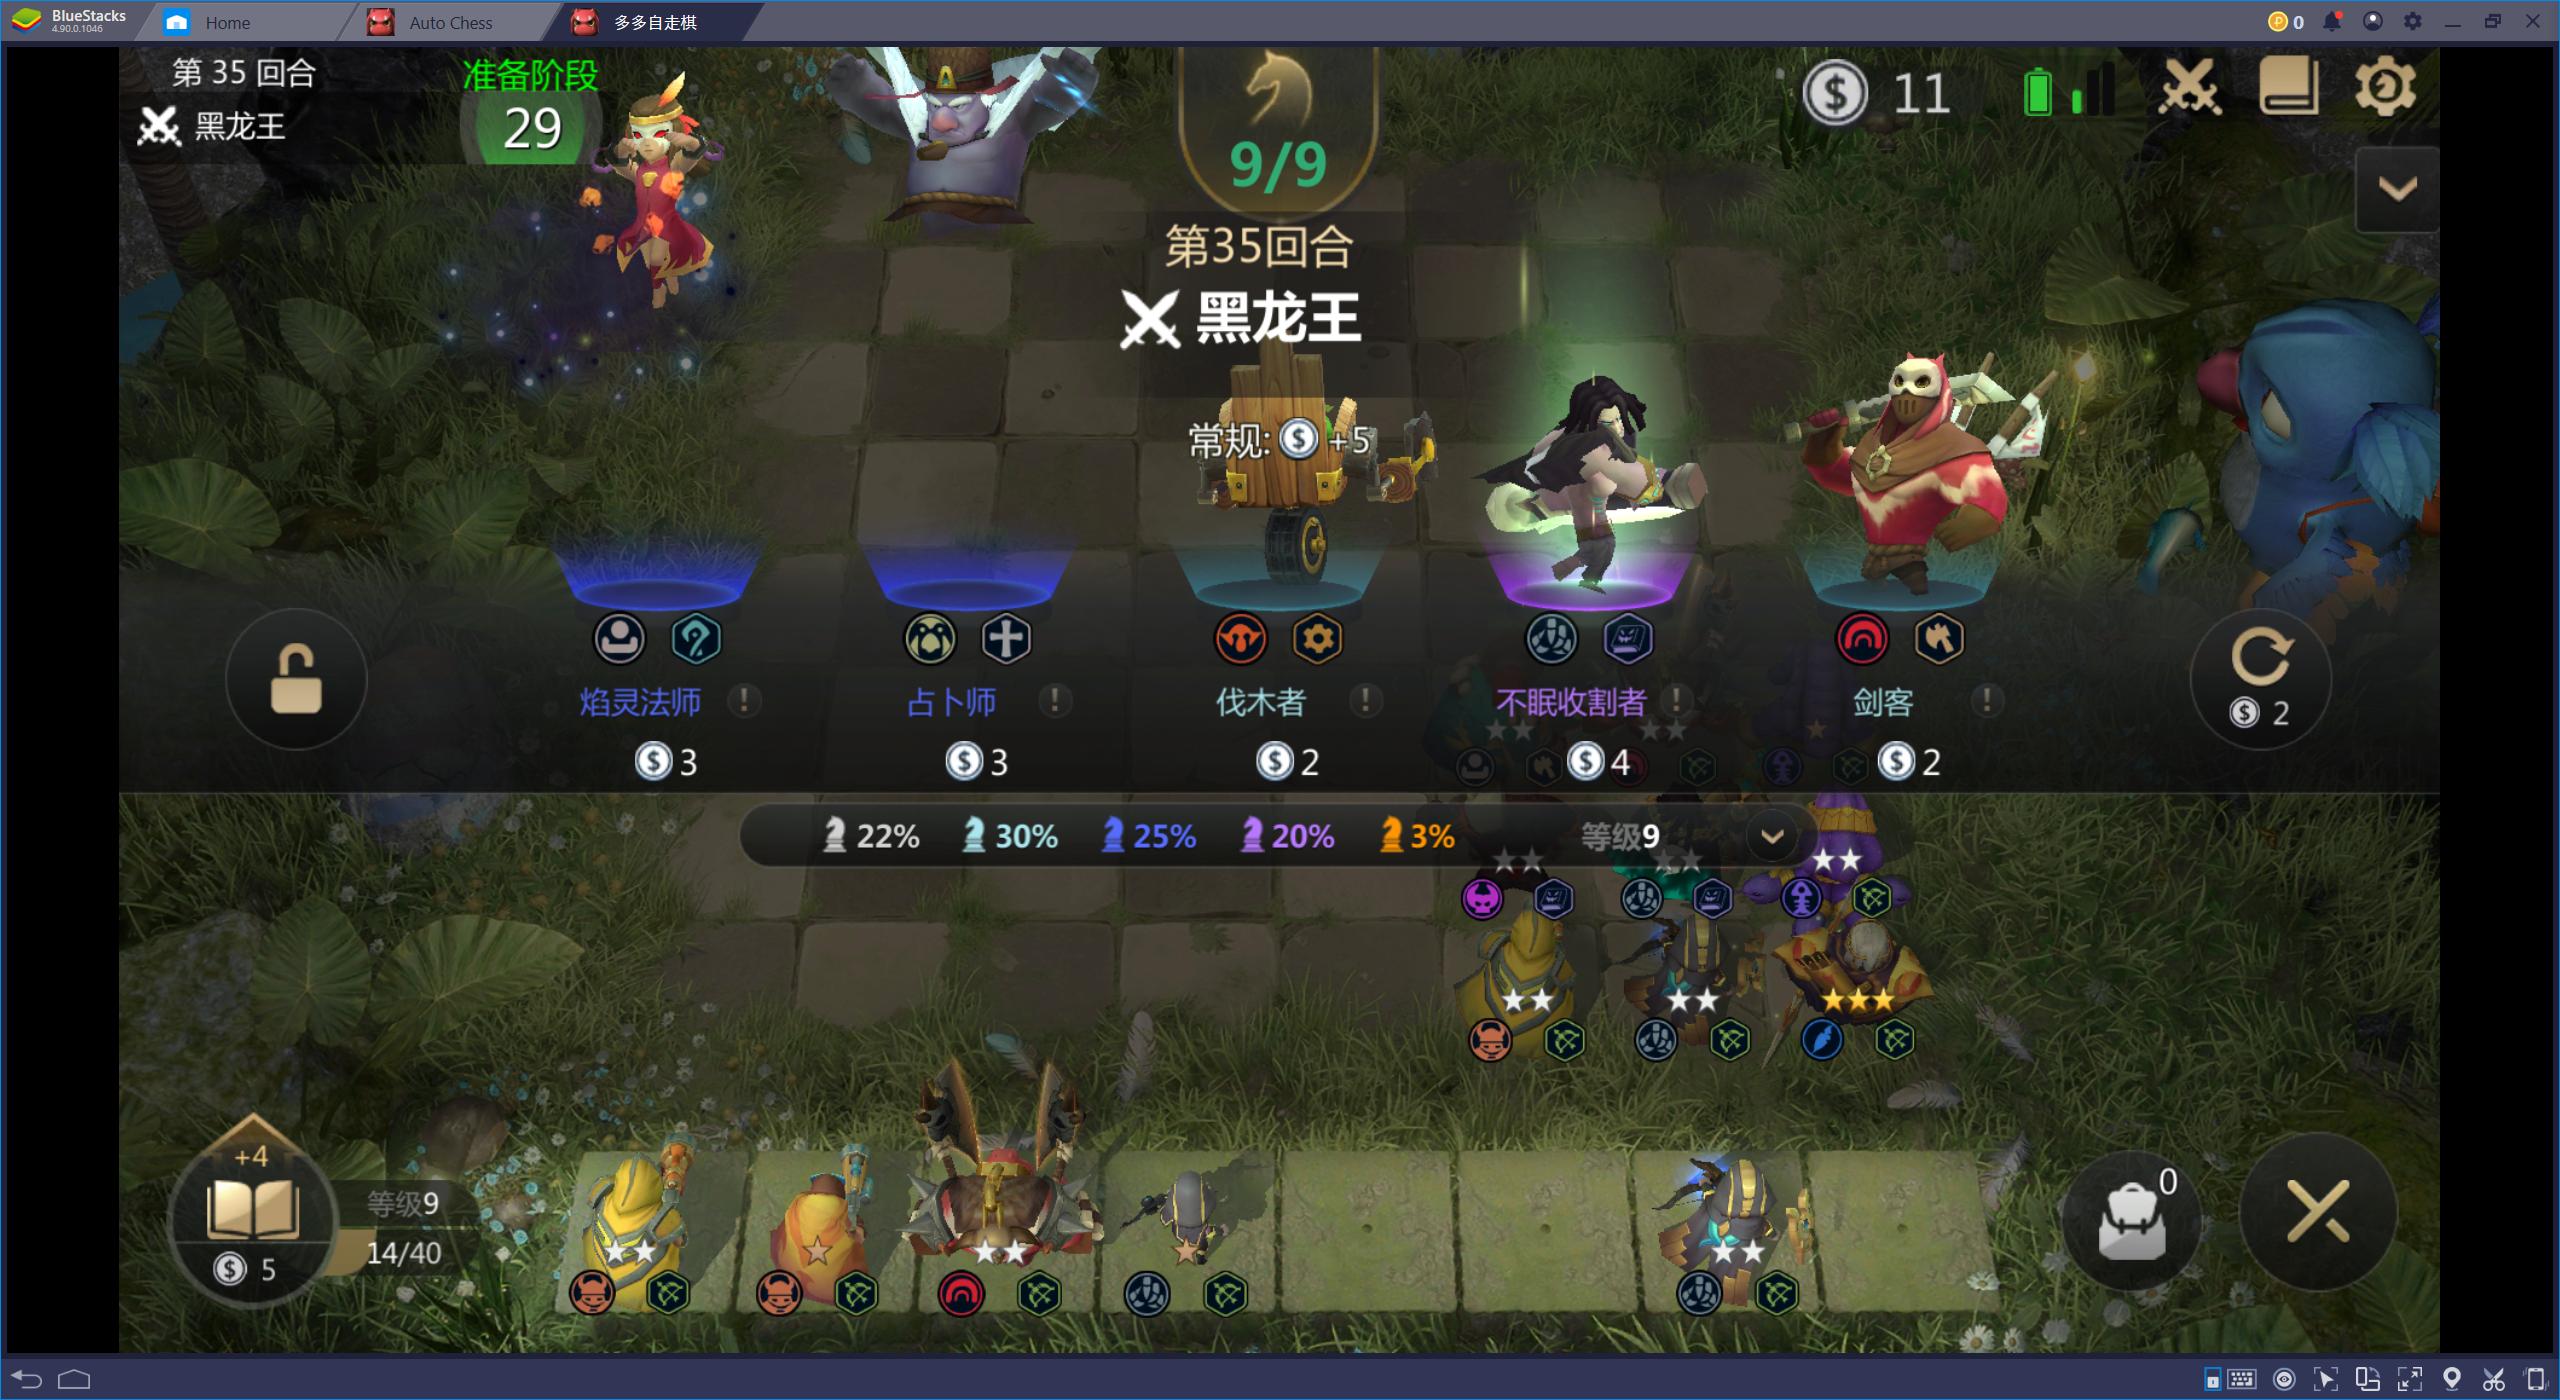 BlueStacks
4.90.0.1046
Home
Auto Chess
多多自走棋
0
第 35 回合
准备阶段
29
黑龙王
9/9
11
第35回合
黑龙王
常规: $ +5
焰灵法师 !
占卜师 !
伐木者 !
不眠收割者 !
剑客 !
$ 3
$ 3
$ 2
$ 4
$ 2
$ 2
22% 30% 25% 20% 3% 等级9
+4
$ 5
等级9
14/40
0